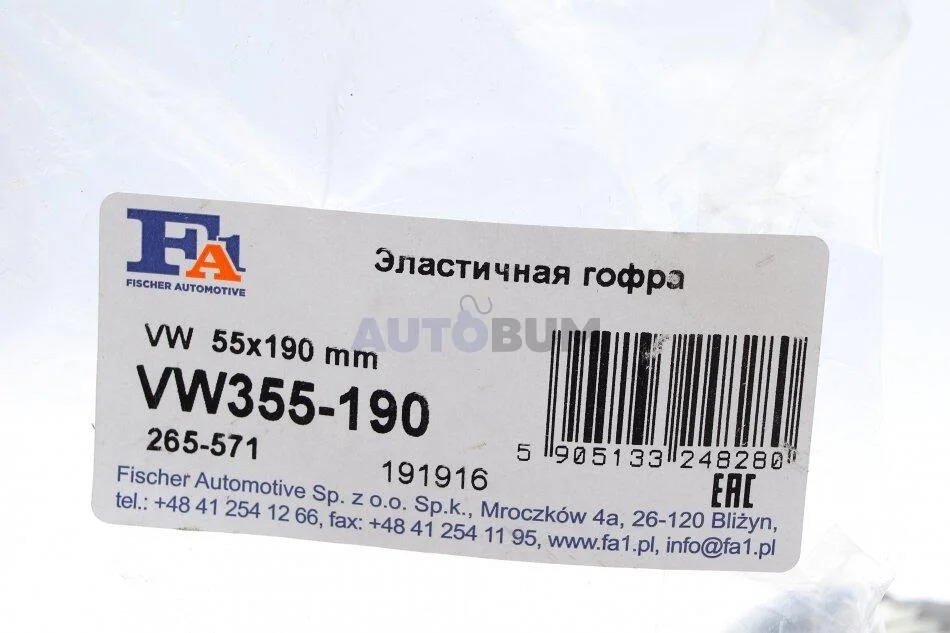 FA1
FISCHER AUTOMOTIVE
Эластичная гофра
AUTOBUM
VW 55x190 mm
VW355-190
265-571
191916
5 905133 248280
EAC
Fischer Automotive Sp. z o.o. Sp.k., Mroczków 4a, 26-120 Bliżyn,
tel.: +48 41 254 12 66, fax: +48 41 254 11 95, www.fa1.pl, info@fa1.pl